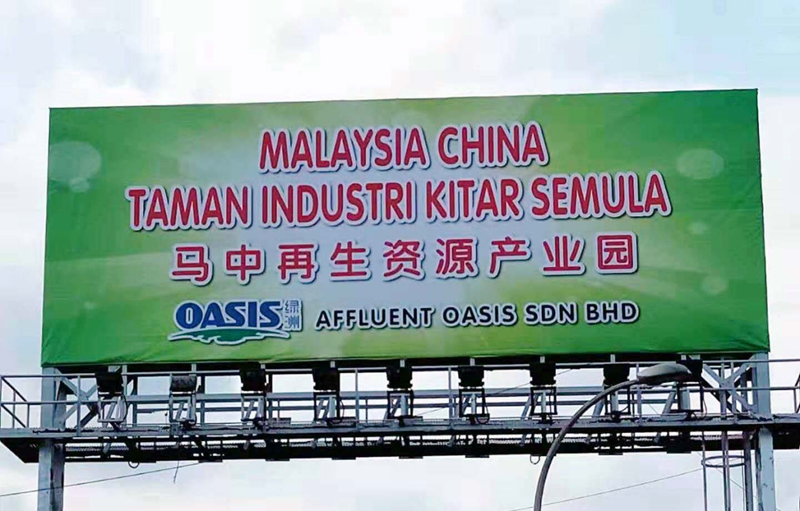 MALAYSIA CHINA
TAMAN INDUSTRI KITAR SEMULA
马中再生资源产业园
OASIS 绿洲 AFFLUENT OASIS SDN BHD